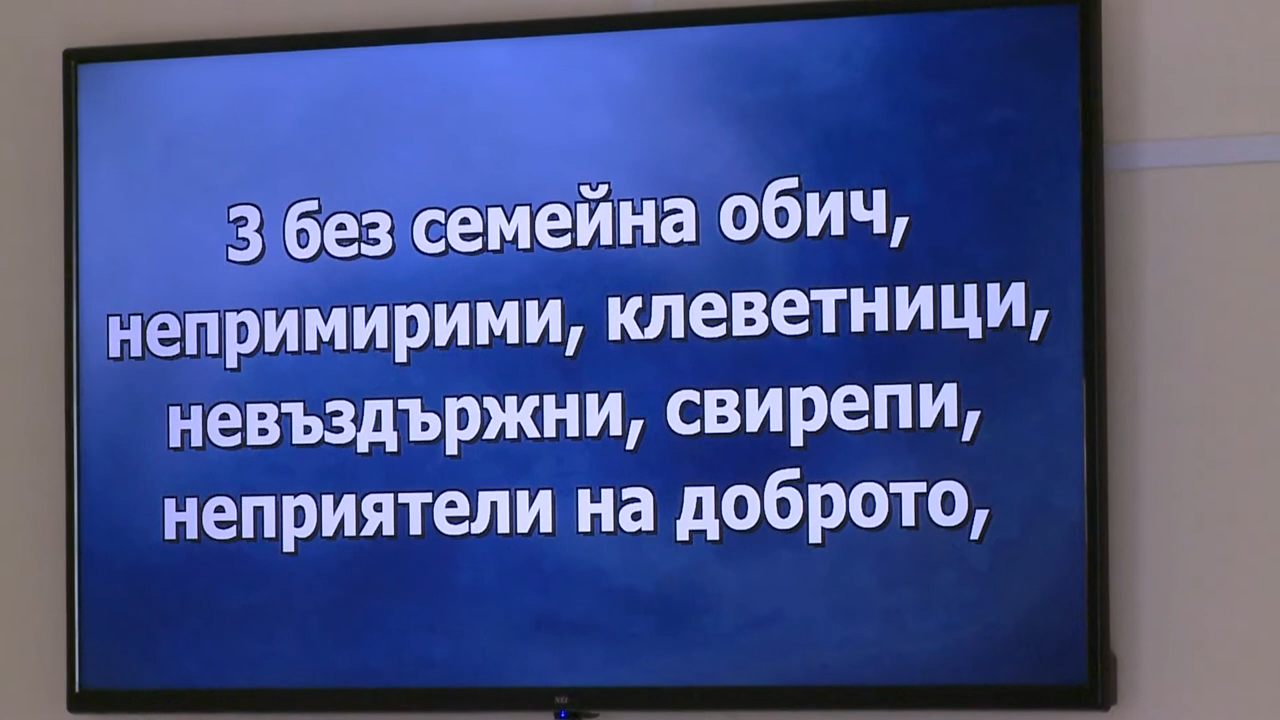 3 без семейна обич,
непримирими, клеветници,
невъздържни, свирепи,
неприятели на доброто,